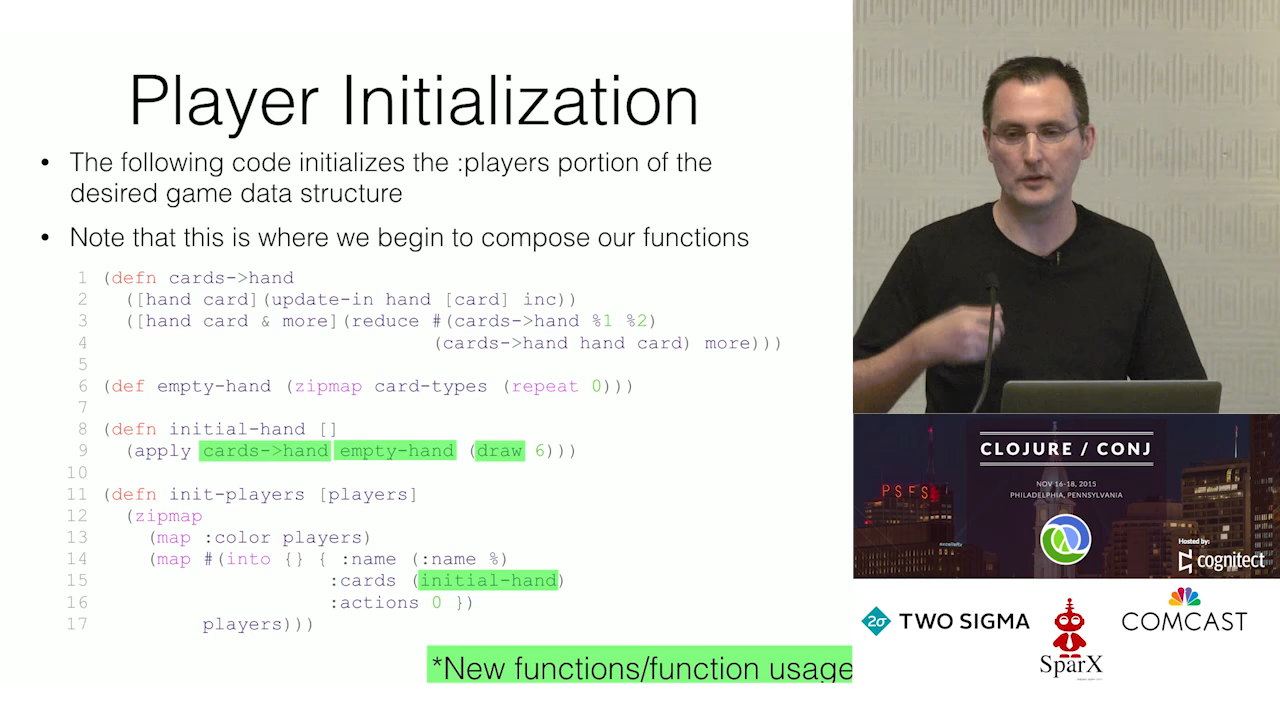 Player Initialization
• The following code initializes the :players portion of the
desired game data structure
• Note that this is where we begin to compose our functions
1 (defn cards->hand
2 ([hand card](update-in hand [card] inc))
3 ([hand card & more](reduce #(cards->hand %1 %2)
4 (cards->hand hand card) more)))
5
6 (def empty-hand (zipmap card-types (repeat 0)))
7
8 (defn initial-hand []
9 (apply cards->hand empty-hand (draw 6)))
10
11 (defn init-players [players]
12 (zipmap
13 (map :color players)
14 (map #(into {} { :name (:name %)
15 :cards (initial-hand)
16 :actions 0 })
17 players)))
*New functions/function usage
CLOJURE / CONJ
NOV 16-18, 2015
PHILADELPHIA, PENNSYLVANIA
PSFS
Hosted by:
cognitect
2σ TWO SIGMA
SparX
COMCAST